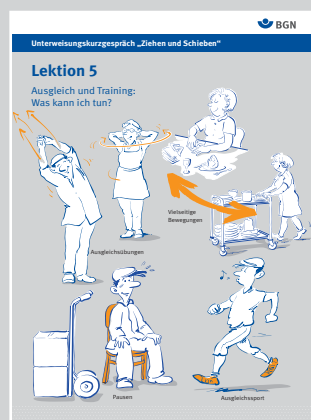 BGN
Unterweisungskurzgespräch „Ziehen und Schieben“
Lektion 5
Ausgleich und Training:
Was kann ich tun?
Vielseitige
Bewegungen
Ausgleichsübungen
Pausen
Ausgleichssport